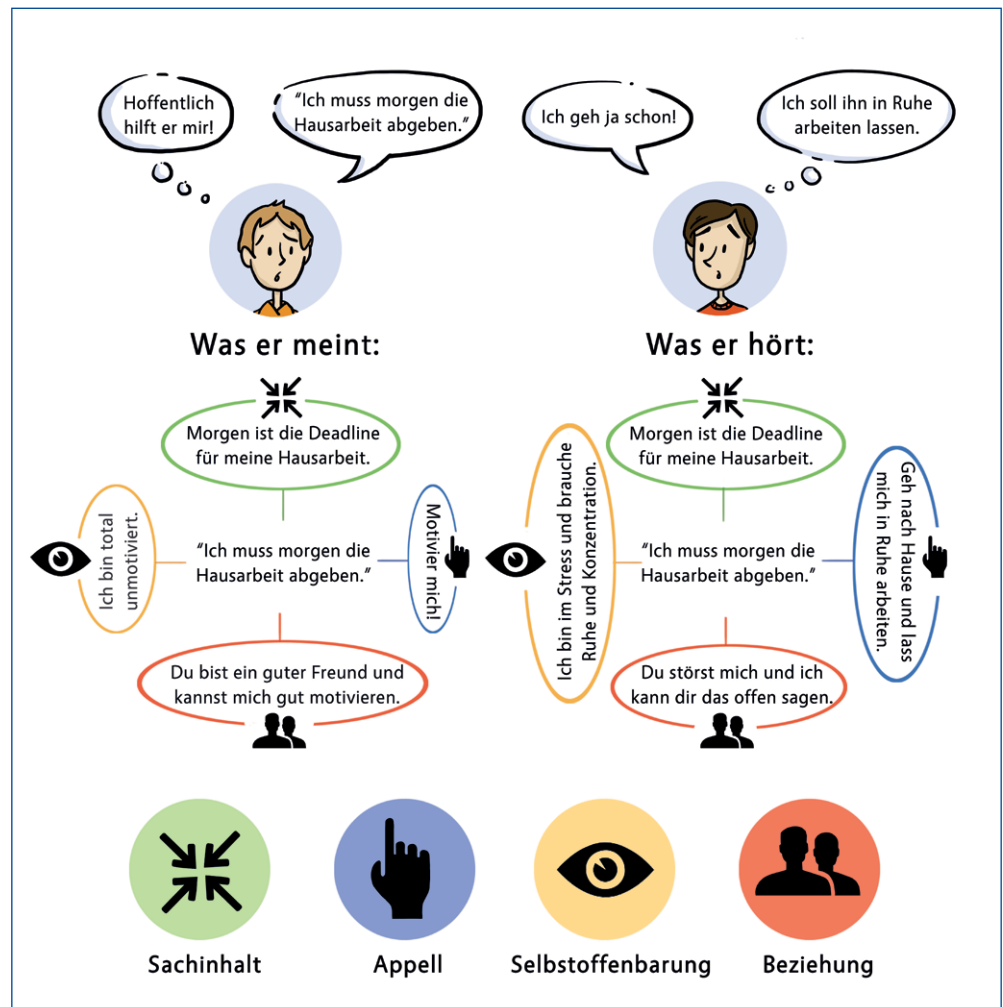 Hoffentlich
hilft er mir!
"Ich muss morgen die
Hausarbeit abgeben."
Ich geh ja schon!
Ich soll ihn in Ruhe
arbeiten lassen.
Was er meint:
Morgen ist die Deadline
für meine Hausarbeit.
Ich bin total
unmotiviert.
"Ich muss morgen die
Hausarbeit abgeben."
Motivier mich!
Du bist ein guter Freund und
kannst mich gut motivieren.
Was er hört:
Morgen ist die Deadline
für meine Hausarbeit.
Ich bin im Stress und brauche
Ruhe und Konzentration.
"Ich muss morgen die
Hausarbeit abgeben."
Geh nach Hause und lass
mich in Ruhe arbeiten.
Du störst mich und ich
kann dir das offen sagen.
Sachinhalt
Appell
Selbstoffenbarung
Beziehung